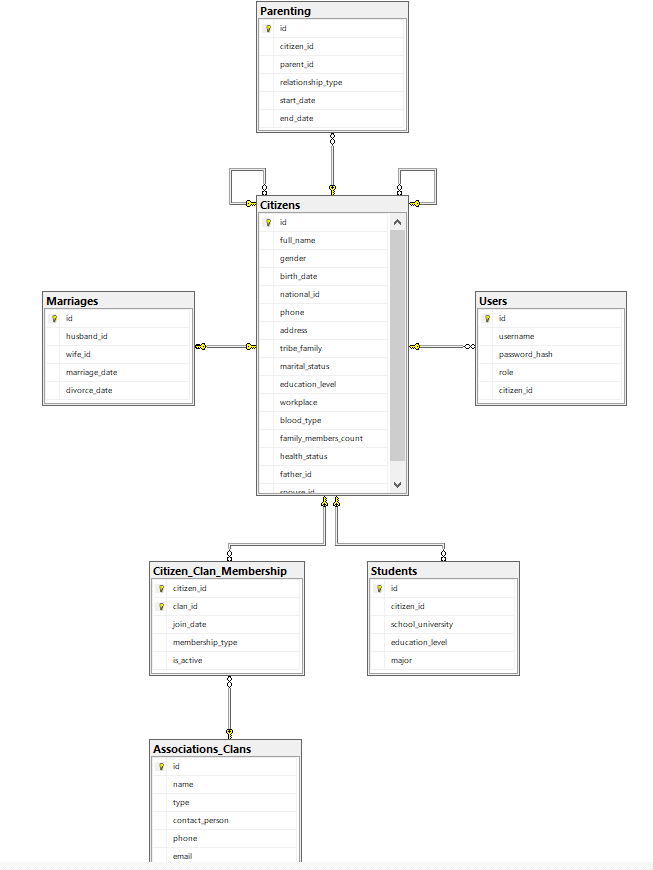 Parenting
id
citizen_id
parent_id
relationship_type
start_date
end_date
Citizens
id
full_name
gender
birth_date
national_id
phone
address
tribe_family
marital_status
education_level
workplace
blood_type
family_members_count
health_status
father_id
spouse_id
Marriages
id
husband_id
wife_id
marriage_date
divorce_date
Users
id
username
password_hash
role
citizen_id
Citizen_Clan_Membership
citizen_id
clan_id
join_date
membership_type
is_active
Students
id
citizen_id
school_university
education_level
major
Associations_Clans
id
name
type
contact_person
phone
email